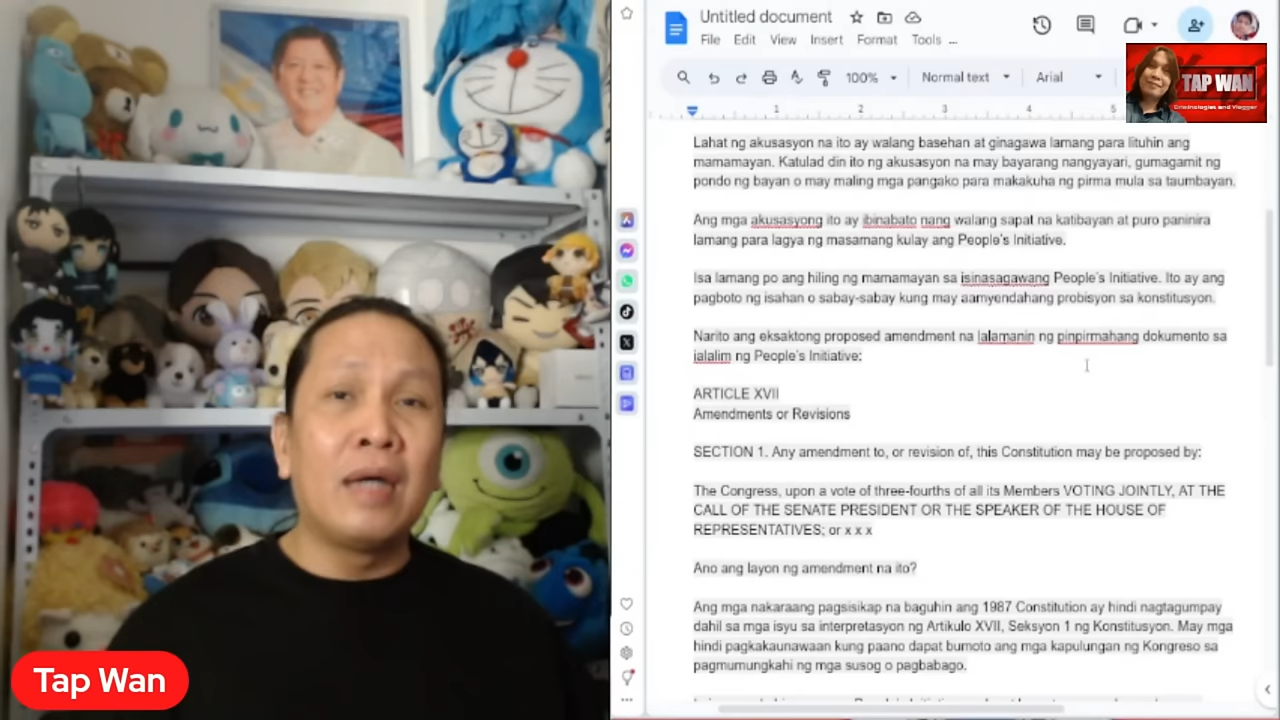 Untitled document
File Edit View Insert Format Tools ...
100% Normal text Arial
1 2 3 4 5
TAP WAN
Criminologist and Vlogger
Lahat ng akusasyon na ito ay walang basehan at ginagawa lamang para lituhin ang
mamamayan. Katulad din ito ng akusasyon na may bayarang nangyayari, gumagamit ng
pondo ng bayan o may maling mga pangako para makakuha ng pirma mula sa taumbayan.
Ang mga akusasyong ito ay ibinabato nang walang sapat na katibayan at puro paninira
lamang para lagya ng masamang kulay ang People's Initiative.
Isa lamang po ang hiling ng mamamayan sa isinasagawang People's Initiative. Ito ay ang
pagboto ng isahan o sabay-sabay kung may aamyendahang probisyon sa konstitusyon.
Narito ang eksaktong proposed amendment na lalamanin ng pinpirmahang dokumento sa
ialalim ng People's Initiative:
ARTICLE XVII
Amendments or Revisions
SECTION 1. Any amendment to, or revision of, this Constitution may be proposed by:
The Congress, upon a vote of three-fourths of all its Members VOTING JOINTLY, AT THE
CALL OF THE SENATE PRESIDENT OR THE SPEAKER OF THE HOUSE OF
REPRESENTATIVES; or x x x
Ano ang layon ng amendment na ito?
Ang mga nakaraang pagsisikap na baguhin ang 1987 Constitution ay hindi nagtagumpay
dahil sa mga isyu sa interpretasyon ng Artikulo XVII, Seksyon 1 ng Konstitusyon. May mga
hindi pagkakaunawaan kung paano dapat bumoto ang mga kapulungan ng Kongreso sa
pagmumungkahi ng mga susog o pagbabago.
Tap Wan